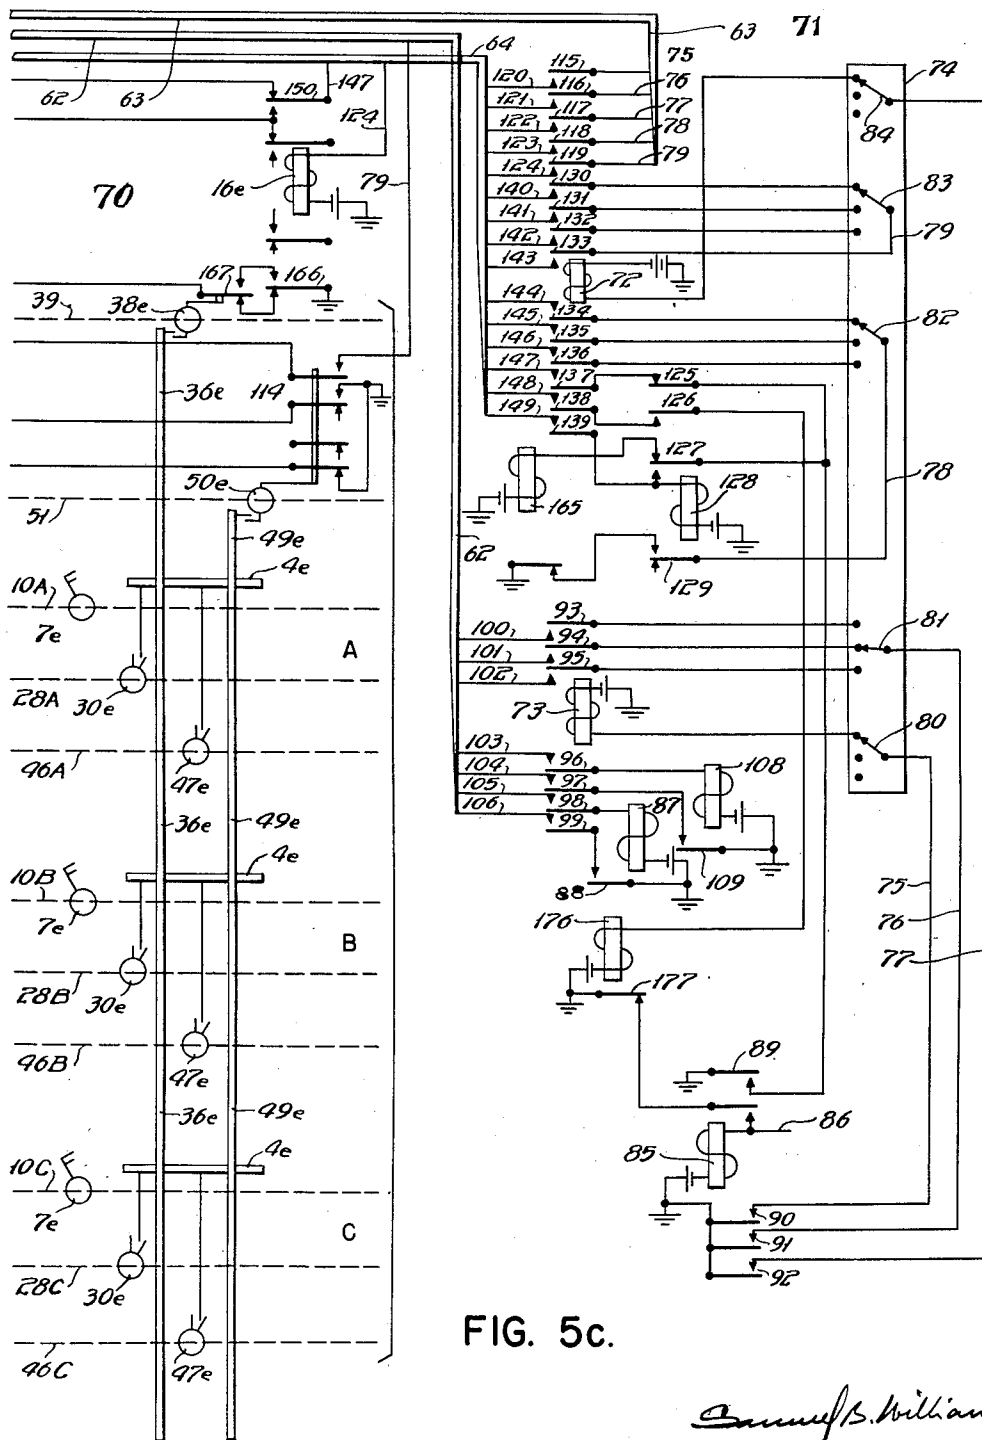 63 75 71
64
62 63 150 147 115 76 74
120 116
121 117 77 84
124 122 118 78
123 119 79
70 16e 79 124 130 83
140 131
141 132 79
142 133
167 166 143 72
39 38e 144 134
145 135 82
146 136
36e 114 147 137 125
148 138 126
149 139
127 78
50e 165 128
51 49e
62 129
10A 4e
7e A 93
100 94 81
101 95
28A 30e 102
73 80
46A 47e 103 96 108
104 97
36e 49e 105 98 87
106 99
10B 4e 88 109 75
7e B 176 76
28B 30e 177 77
46B 47e 89
36e 49e 86
10C 4e 85
7e C 90
28C 30e 91
92
46C 47e
FIG. 5c.
Samuel B. William